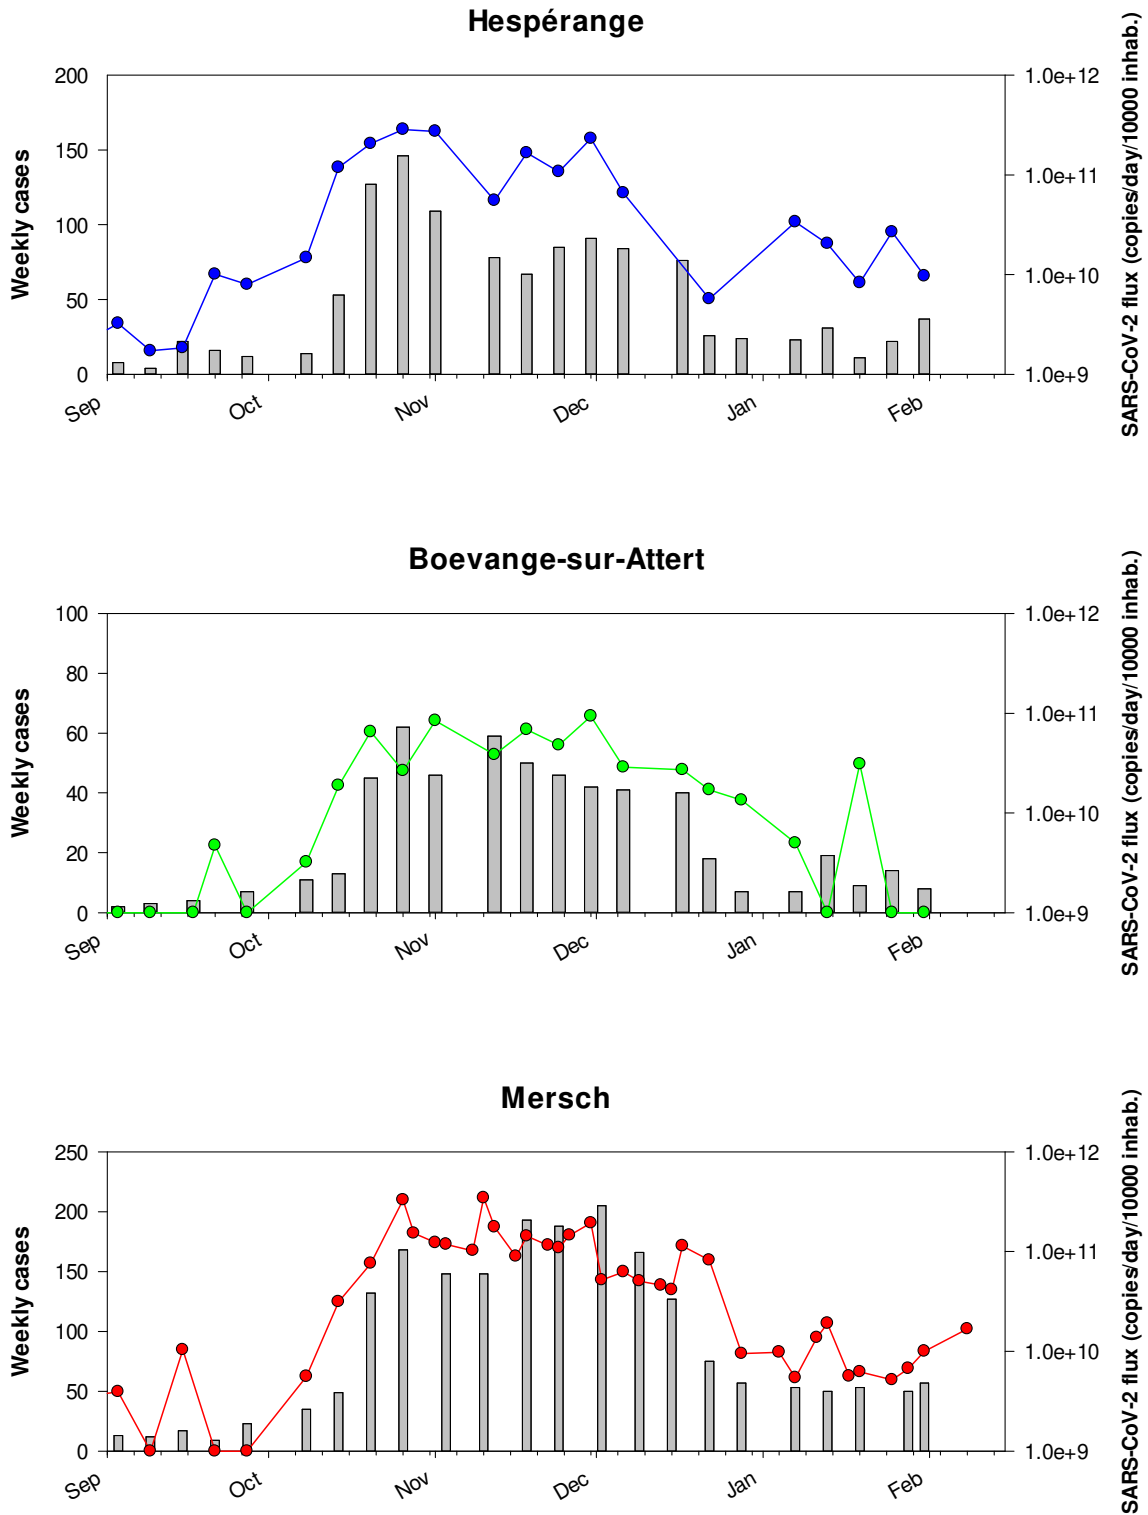 Hespérange
Weekly cases
SARS-CoV-2 flux (copies/day/10000 inhab.)
200
150
100
50
0
1.0e+12
1.0e+11
1.0e+10
1.0e+9
Sep
Oct
Nov
Dec
Jan
Feb
Boevange-sur-Attert
Weekly cases
SARS-CoV-2 flux (copies/day/10000 inhab.)
100
80
60
40
20
0
1.0e+12
1.0e+11
1.0e+10
1.0e+9
Sep
Oct
Nov
Dec
Jan
Feb
Mersch
Weekly cases
SARS-CoV-2 flux (copies/day/10000 inhab.)
250
200
150
100
50
0
1.0e+12
1.0e+11
1.0e+10
1.0e+9
Sep
Oct
Nov
Dec
Jan
Feb